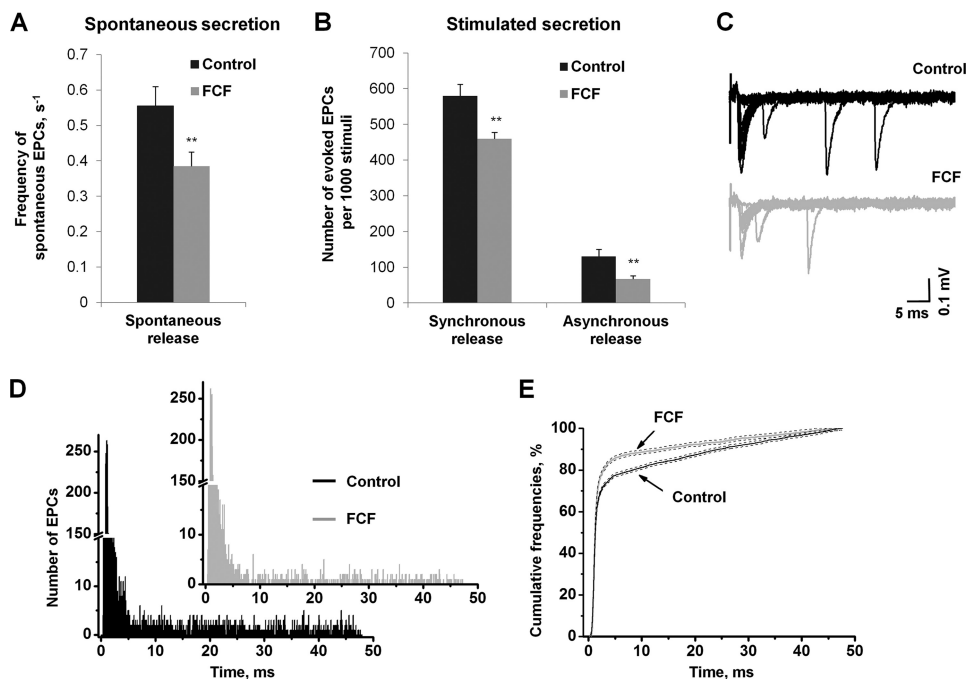 A
Spontaneous secretion
Frequency of
spontaneous EPCs, s-1
0.7
0.6
0.5
0.4
0.3
0.2
0.1
0
Control
FCF
**
Spontaneous
release
B
Stimulated secretion
Number of evoked EPCs
per 1000 stimuli
700
600
500
400
300
200
100
0
Control
FCF
**
**
Synchronous
release
Asynchronous
release
C
Control
FCF
5 ms
0.1 mV
D
Number of EPCs
250
200
150
10
0
0 10 20 30 40 50
Time, ms
250
200
150
10
0
0 10 20 30 40 50
Control
FCF
E
Cumulative frequencies, %
100
80
60
40
20
0
0 10 20 30 40 50
Time, ms
FCF
Control